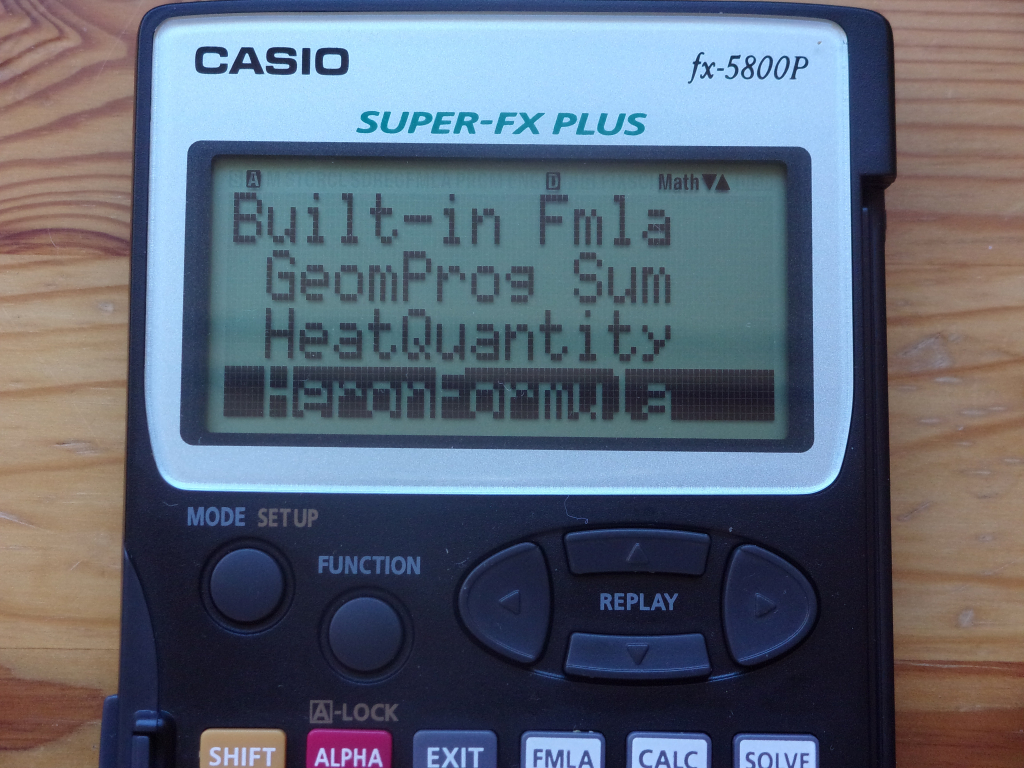 CASIO
fx-5800P
SUPER-FX PLUS
A D Math▼▲
Built-in Fmla
GeomProg Sum
HeatQuantity
HeronFormula
MODE SETUP
FUNCTION
REPLAY
A-LOCK
SHIFT ALPHA EXIT FMLA CALC SOLVE